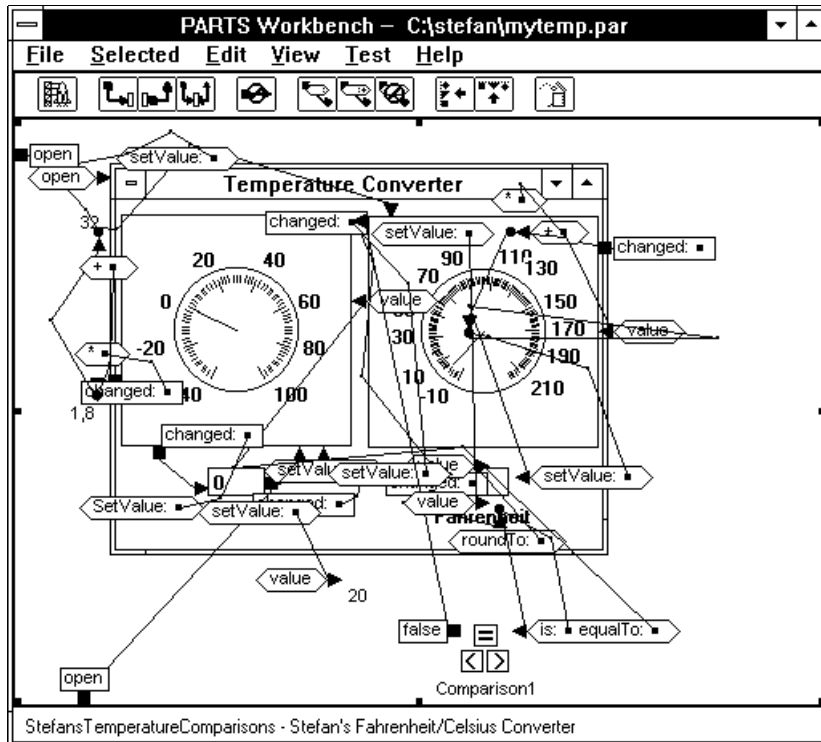 PARTS Workbench – C:\stefan\mytemp.par
File Selected Edit View Test Help
open
setValue:
open
Temperature Converter
*
32
changed:
setValue:
+
changed:
20 40
90 110 130
+
70
0 60
value
150
value
30
170
* -20 80
190
changed:
40 100
10
-10
210
1,8
changed:
0
setValue:
value
setValue:
SetValue:
changed:
value
setValue:
Fahrenheit
roundTo:
value
20
false
=
is: equalTo:
< >
open
Comparison1
StefansTemperatureComparisons - Stefan's Fahrenheit/Celsius Converter